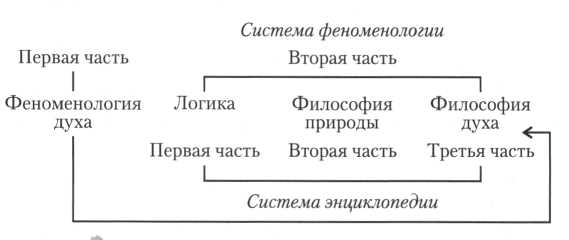 Система феноменологии
Первая часть
Вторая часть
Феноменология
духа
Логика
Философия
природы
Философия
духа
Первая часть
Вторая часть
Третья часть
Система энциклопедии